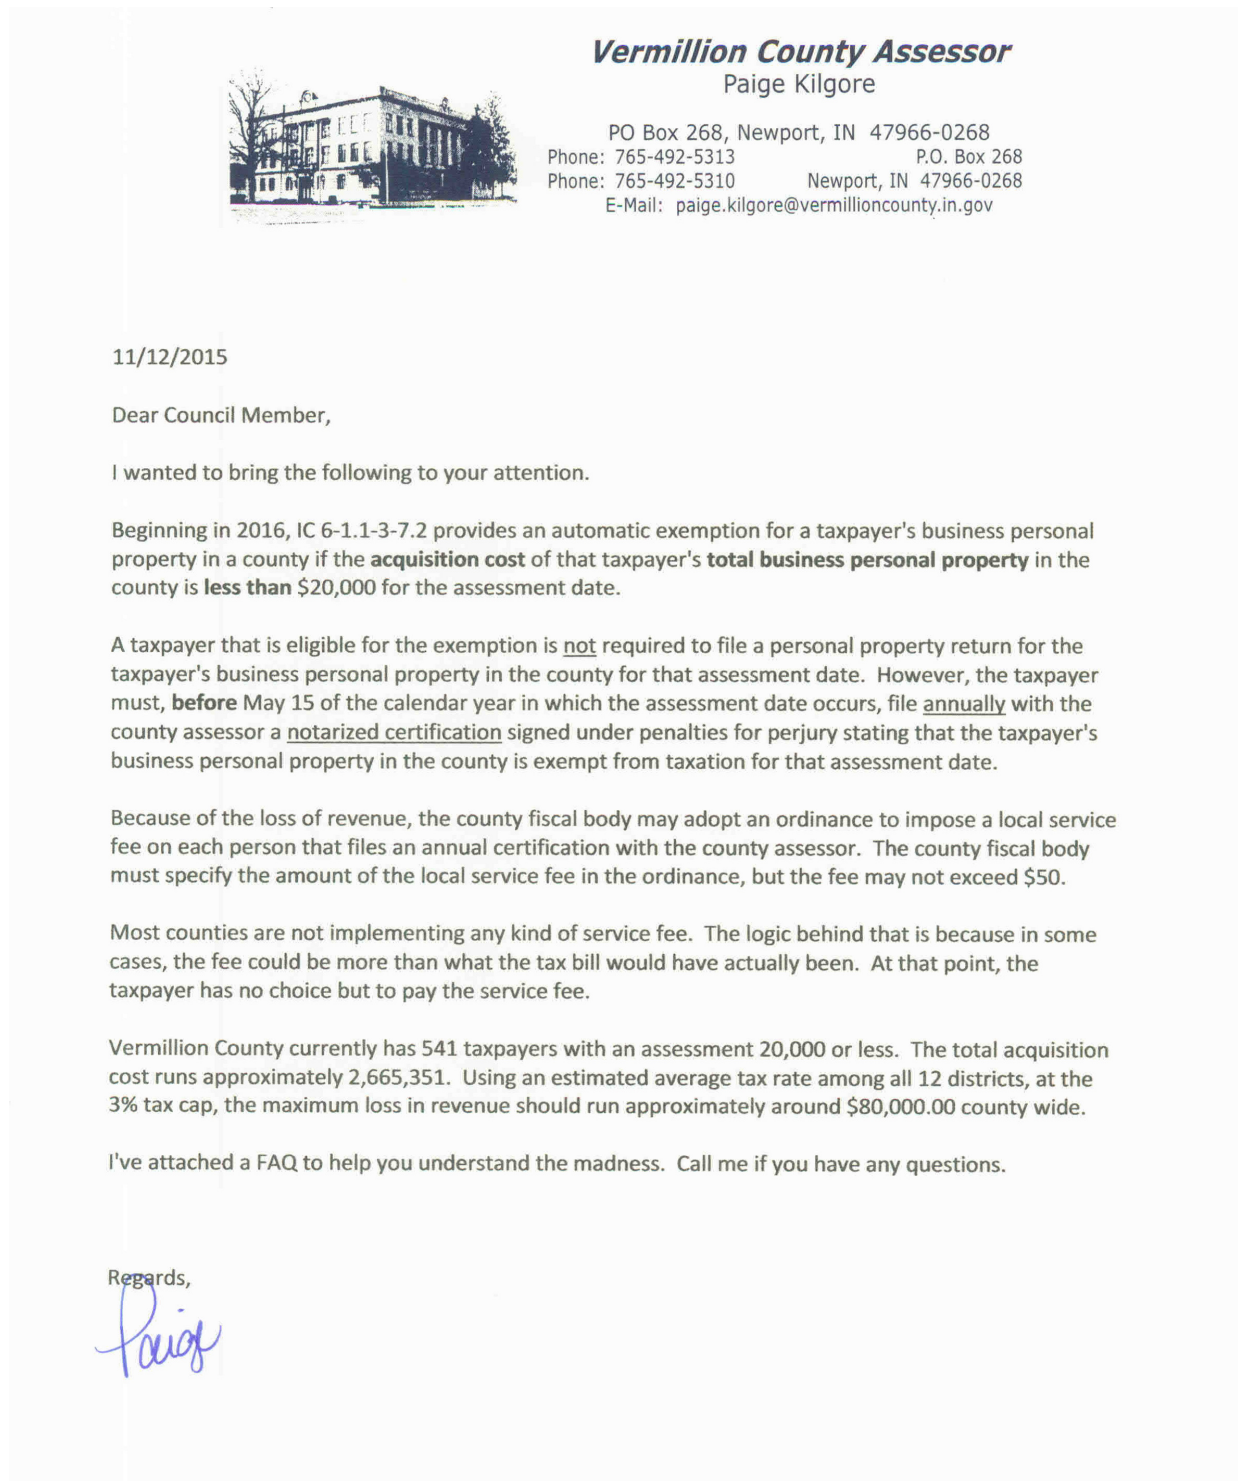 Vermillion County Assessor
Paige Kilgore
PO Box 268, Newport, IN 47966-0268
Phone: 765-492-5313 P.O. Box 268
Phone: 765-492-5310 Newport, IN 47966-0268
E-Mail: paige.kilgore@vermillioncounty.in.gov
11/12/2015
Dear Council Member,
I wanted to bring the following to your attention.
Beginning in 2016, IC 6-1.1-3-7.2 provides an automatic exemption for a taxpayer's business personal
property in a county if the acquisition cost of that taxpayer's total business personal property in the
county is less than $20,000 for the assessment date.
A taxpayer that is eligible for the exemption is not required to file a personal property return for the
taxpayer's business personal property in the county for that assessment date. However, the taxpayer
must, before May 15 of the calendar year in which the assessment date occurs, file annually with the
county assessor a notarized certification signed under penalties for perjury stating that the taxpayer's
business personal property in the county is exempt from taxation for that assessment date.
Because of the loss of revenue, the county fiscal body may adopt an ordinance to impose a local service
fee on each person that files an annual certification with the county assessor. The county fiscal body
must specify the amount of the local service fee in the ordinance, but the fee may not exceed $50.
Most counties are not implementing any kind of service fee. The logic behind that is because in some
cases, the fee could be more than what the tax bill would have actually been. At that point, the
taxpayer has no choice but to pay the service fee.
Vermillion County currently has 541 taxpayers with an assessment 20,000 or less. The total acquisition
cost runs approximately 2,665,351. Using an estimated average tax rate among all 12 districts, at the
3% tax cap, the maximum loss in revenue should run approximately around $80,000.00 county wide.
I've attached a FAQ to help you understand the madness. Call me if you have any questions.
Regards,
Paige